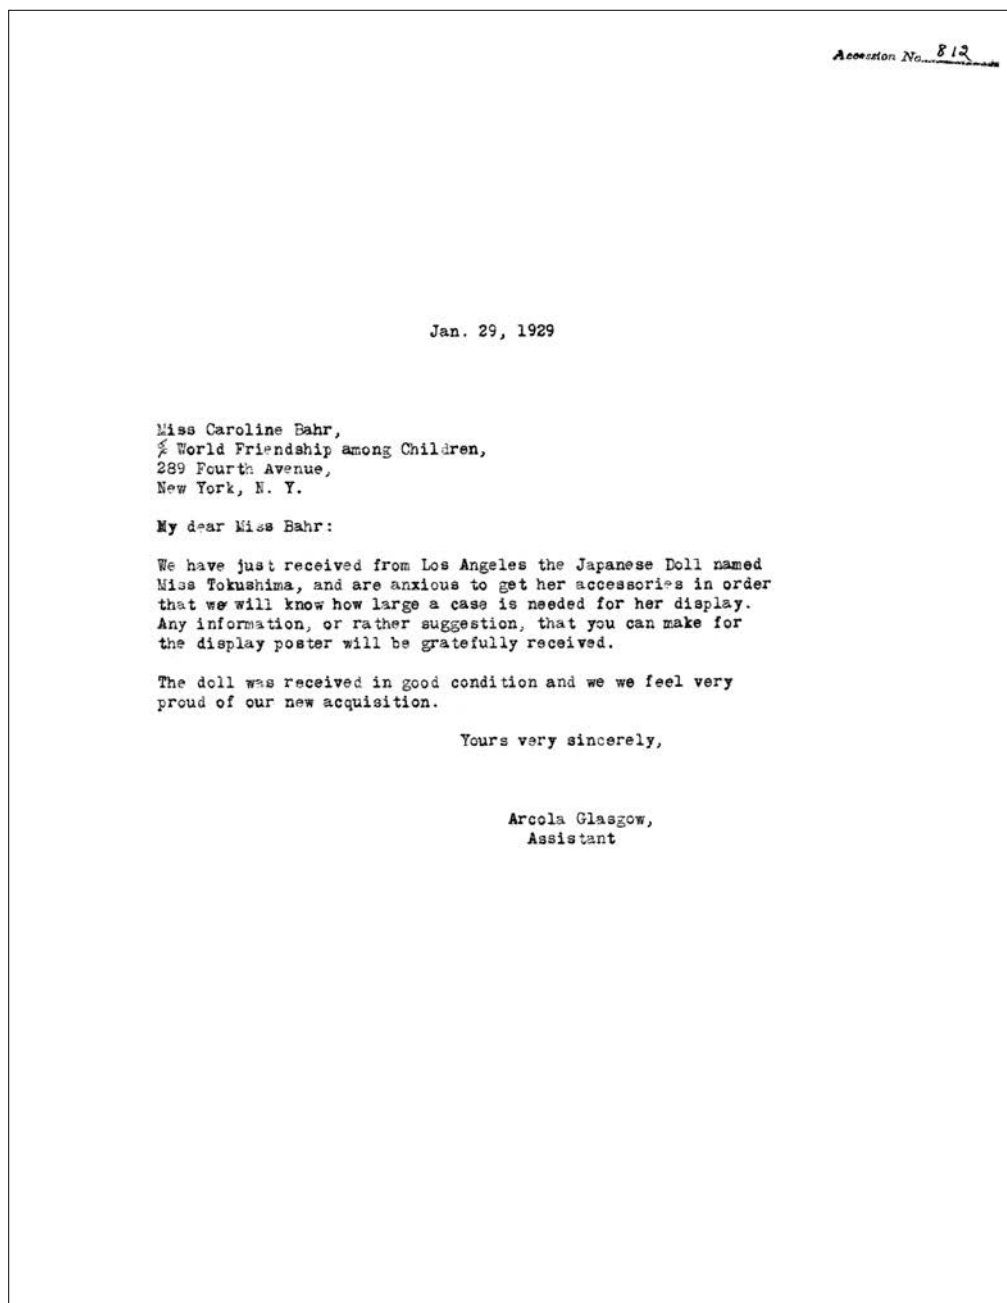 Accession No. 812
Jan. 29, 1929
Miss Caroline Bahr,
℅ World Friendship among Children,
289 Fourth Avenue,
New York, N. Y.
My dear Miss Bahr:
We have just received from Los Angeles the Japanese Doll named
Miss Tokushima, and are anxious to get her accessories in order
that we will know how large a case is needed for her display.
Any information, or rather suggestion, that you can make for
the display poster will be gratefully received.
The doll was received in good condition and we we feel very
proud of our new acquisition.
Yours very sincerely,
Arcola Glasgow,
Assistant